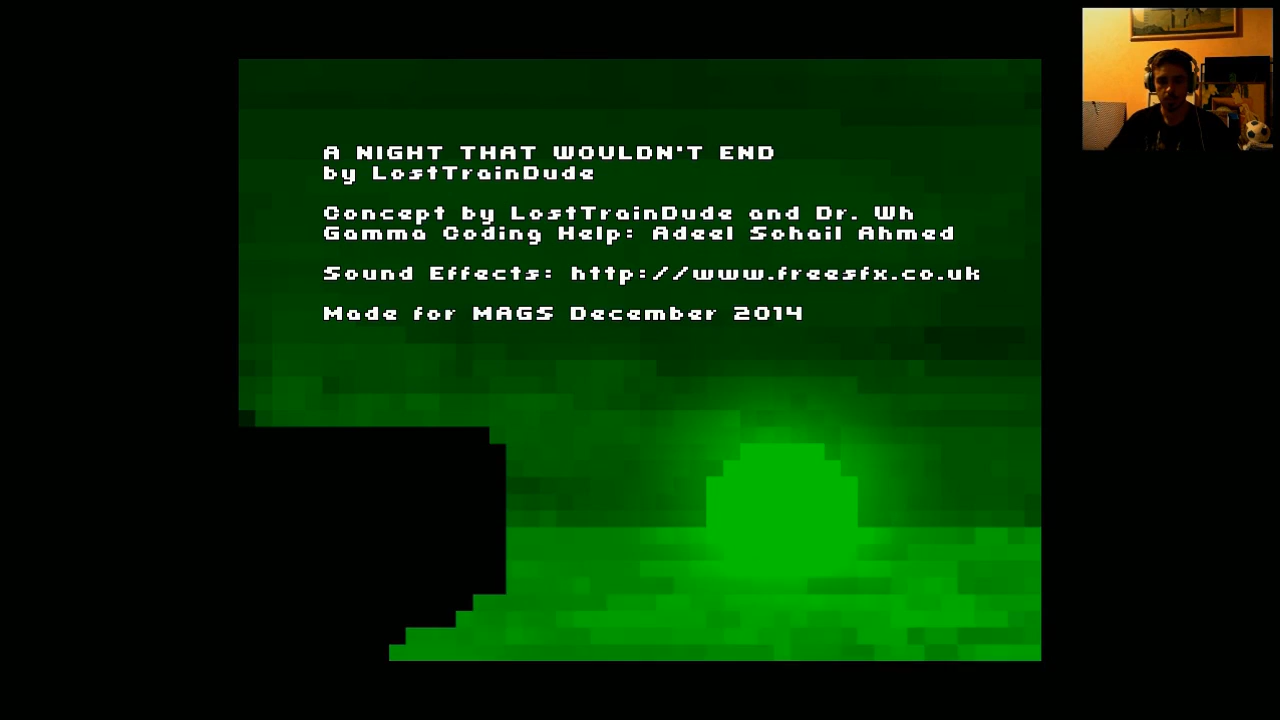 A NIGHT THAT WOULDN'T END
by LostTrainDude
Concept by LostTrainDude and Dr. Wh
Gamma Coding Help: Adeel Sohail Ahmed
Sound Effects: http://www.freesfx.co.uk
Made for MAGS December 2014